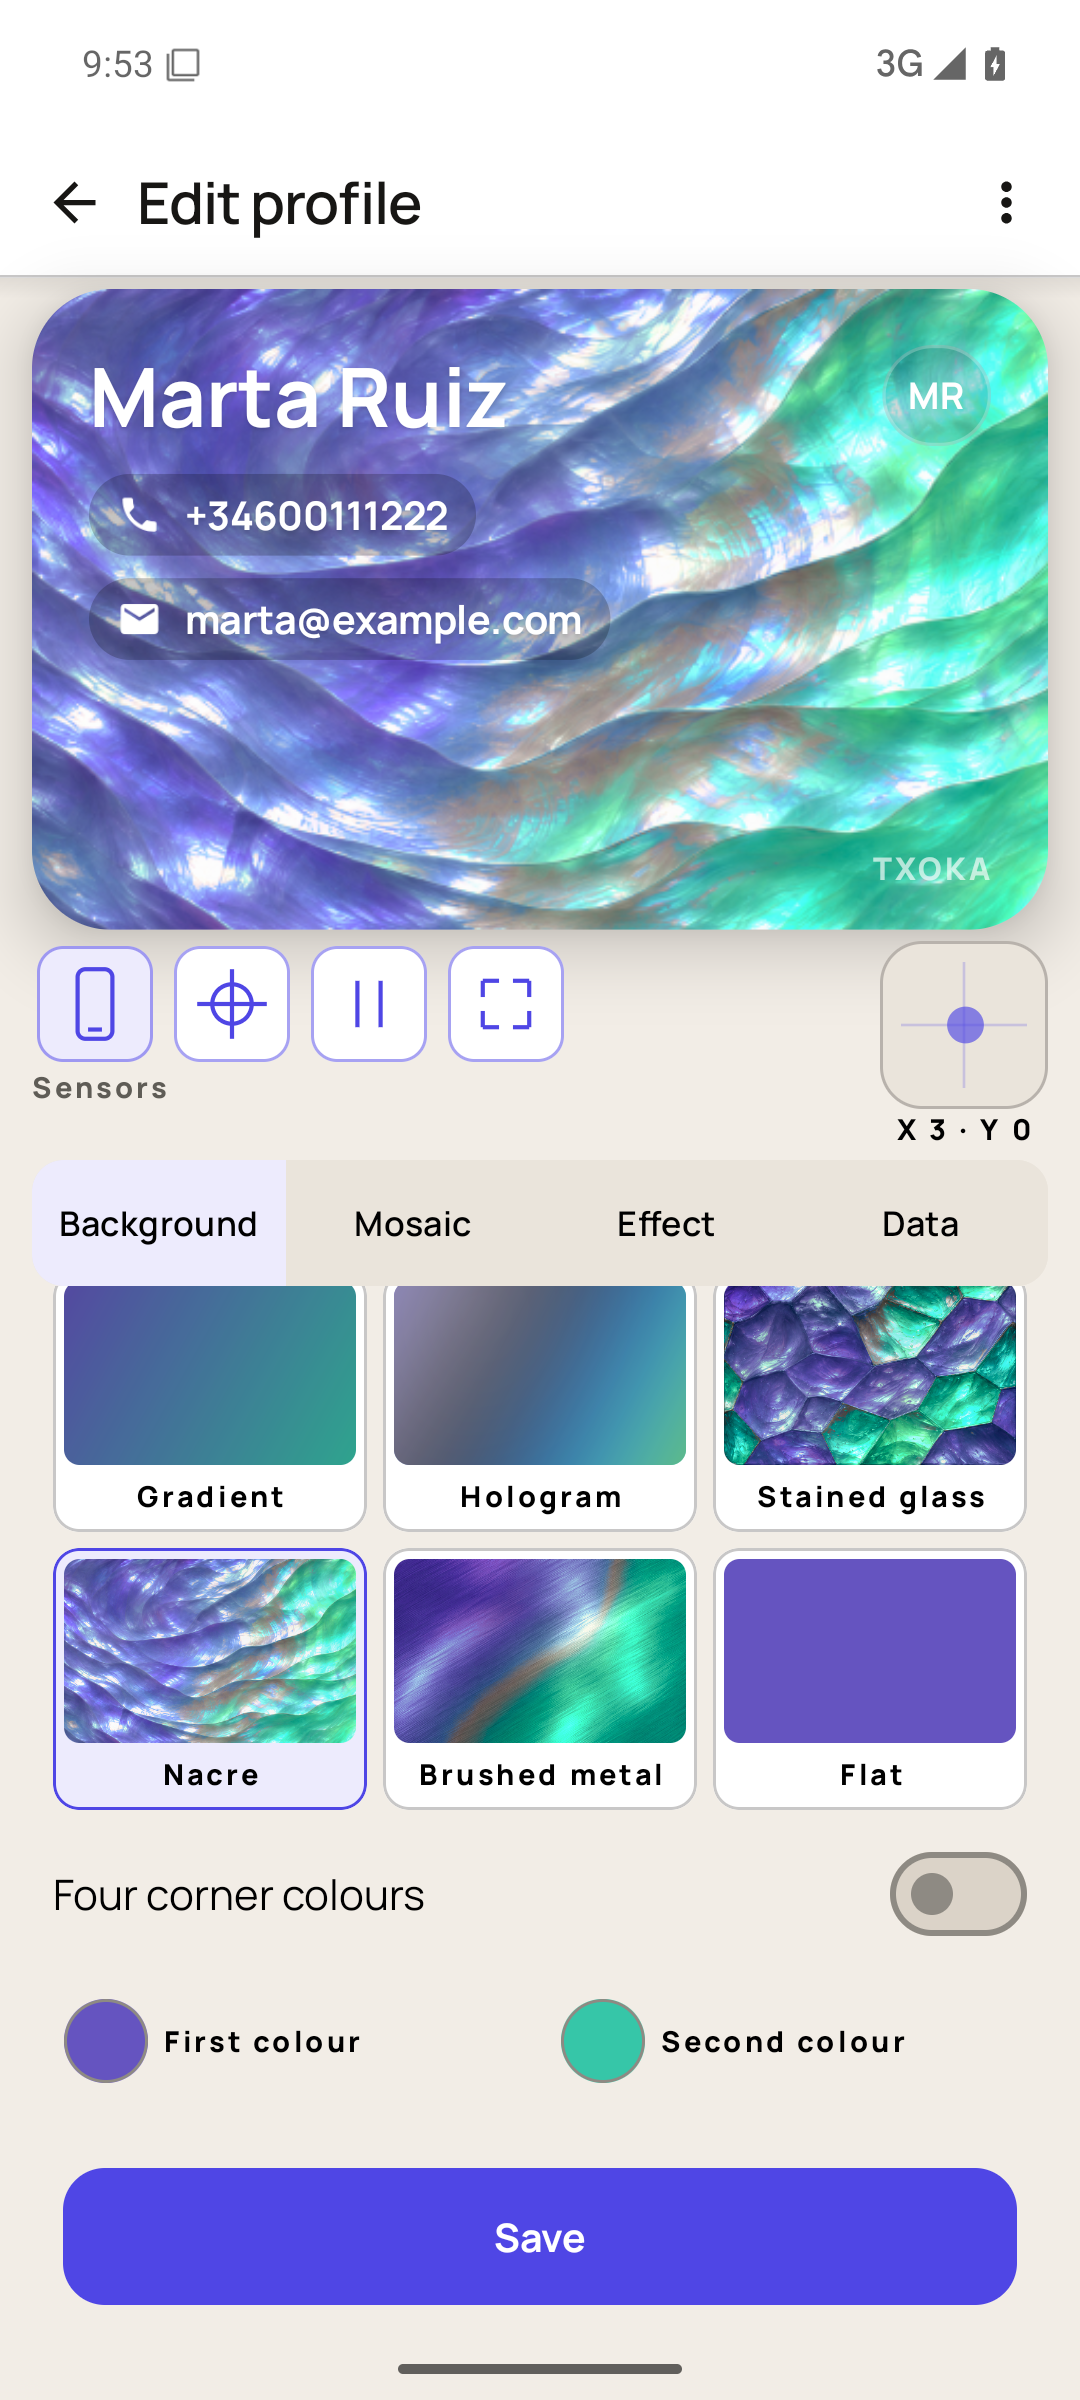 9:53
3G
Edit profile
Marta Ruiz
MR
+34600111222
marta@example.com
TXOKA
Sensors
X 3 · Y 0
Background
Mosaic
Effect
Data
Gradient
Hologram
Stained glass
Nacre
Brushed metal
Flat
Four corner colours
First colour
Second colour
Save